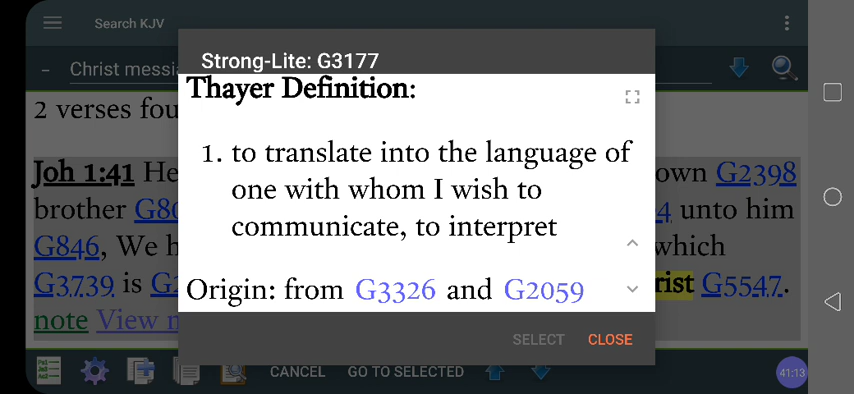 Search KJV
Strong-Lite: G3177
- Christ messi
Thayer Definition:
2 verses fou
1. to translate into the language of
one with whom I wish to
communicate, to interpret
Origin: from G3326 and G2059
Joh 1:41 He own G2398
brother G80 4 unto him
G846, We h which
G3739 is G2 rist G5547.
note View n
SELECT CLOSE
CANCEL GO TO SELECTED
41:13